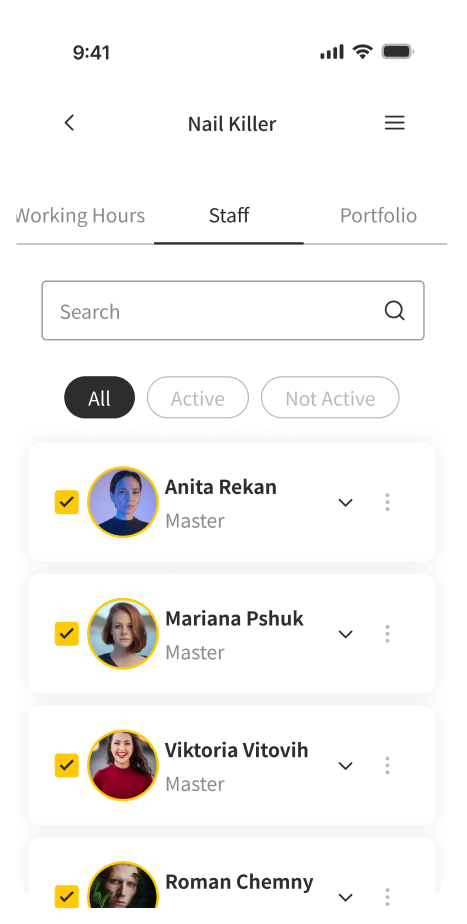 9:41
Nail Killer
Working Hours Staff Portfolio
Search
All Active Not Active
Anita Rekan
Master
Mariana Pshuk
Master
Viktoria Vitovih
Master
Roman Chemny